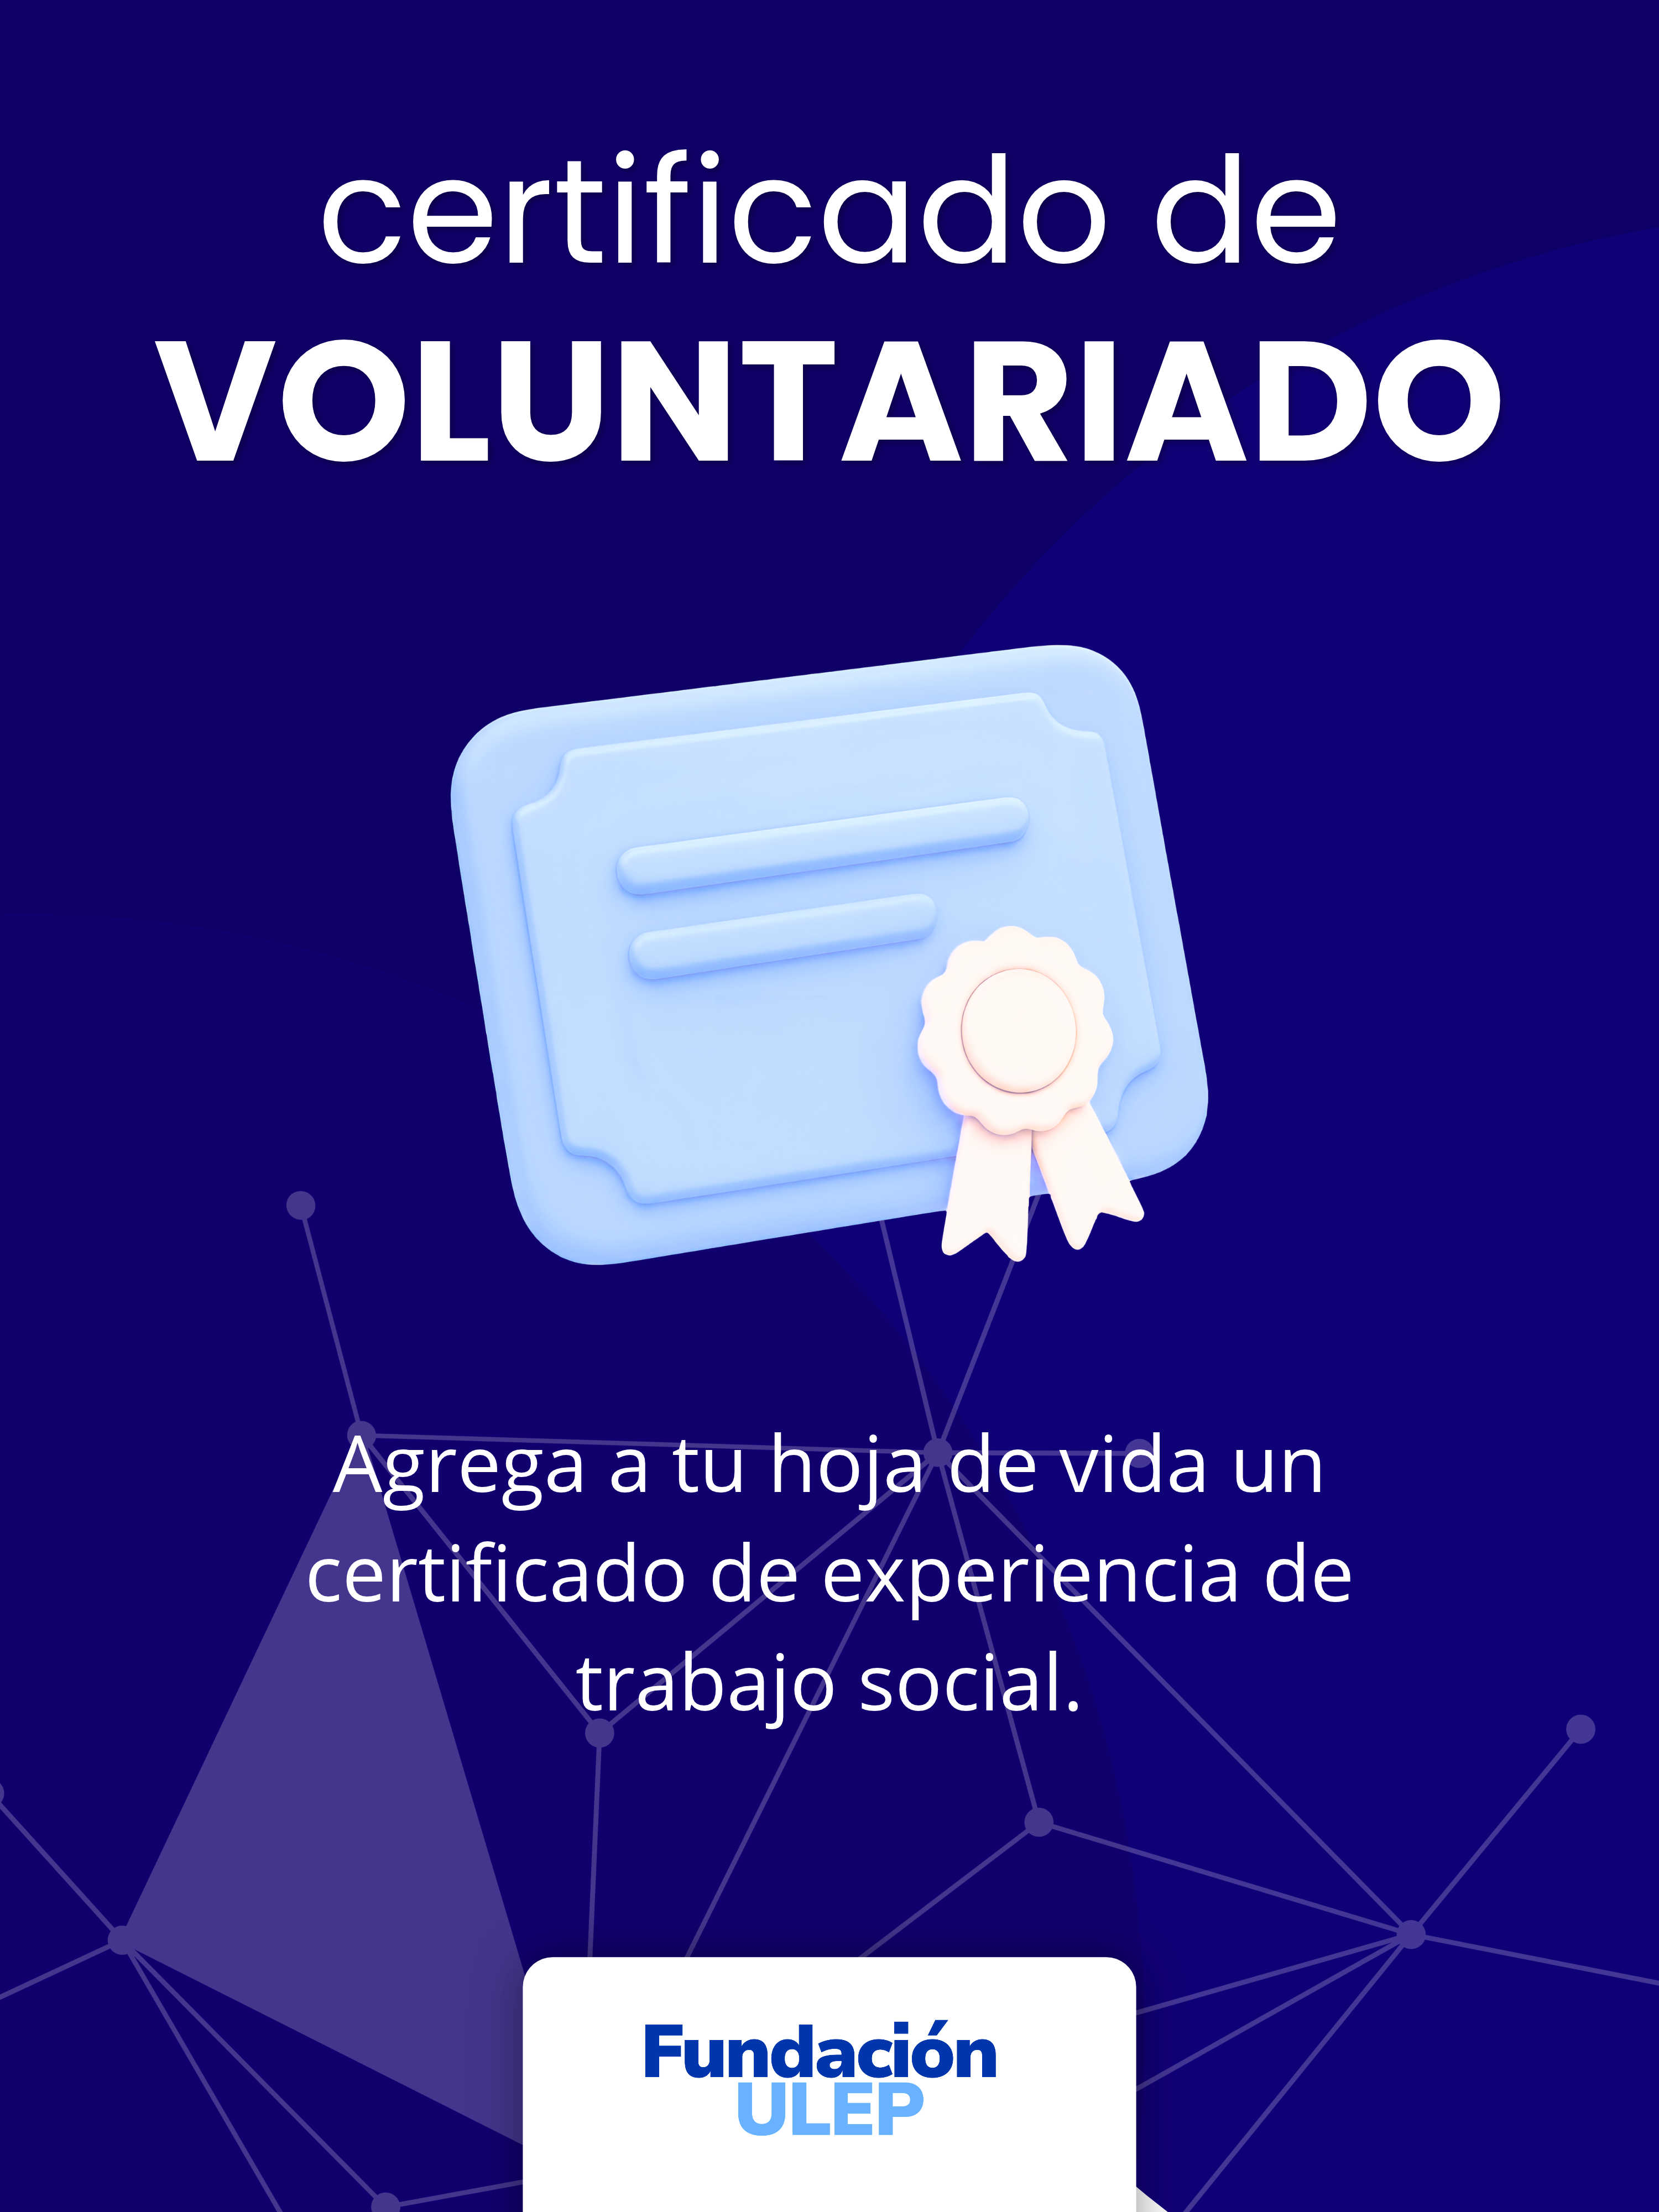 certificado de
VOLUNTARIADO
Agrega a tu hoja de vida un
certificado de experiencia de
trabajo social.
Fundación
ULEP